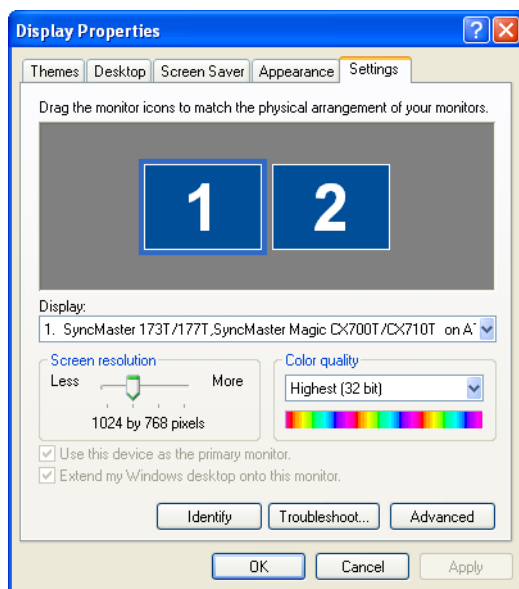 Display Properties
Themes Desktop Screen Saver Appearance Settings
Drag the monitor icons to match the physical arrangement of your monitors.
1 2
Display:
1. SyncMaster 173T/177T,SyncMaster Magic CX700T/CX710T on A
Screen resolution
Color quality
Less More
Highest (32 bit)
1024 by 768 pixels
Use this device as the primary monitor.
Extend my Windows desktop onto this monitor.
Identify Troubleshoot... Advanced
OK Cancel Apply